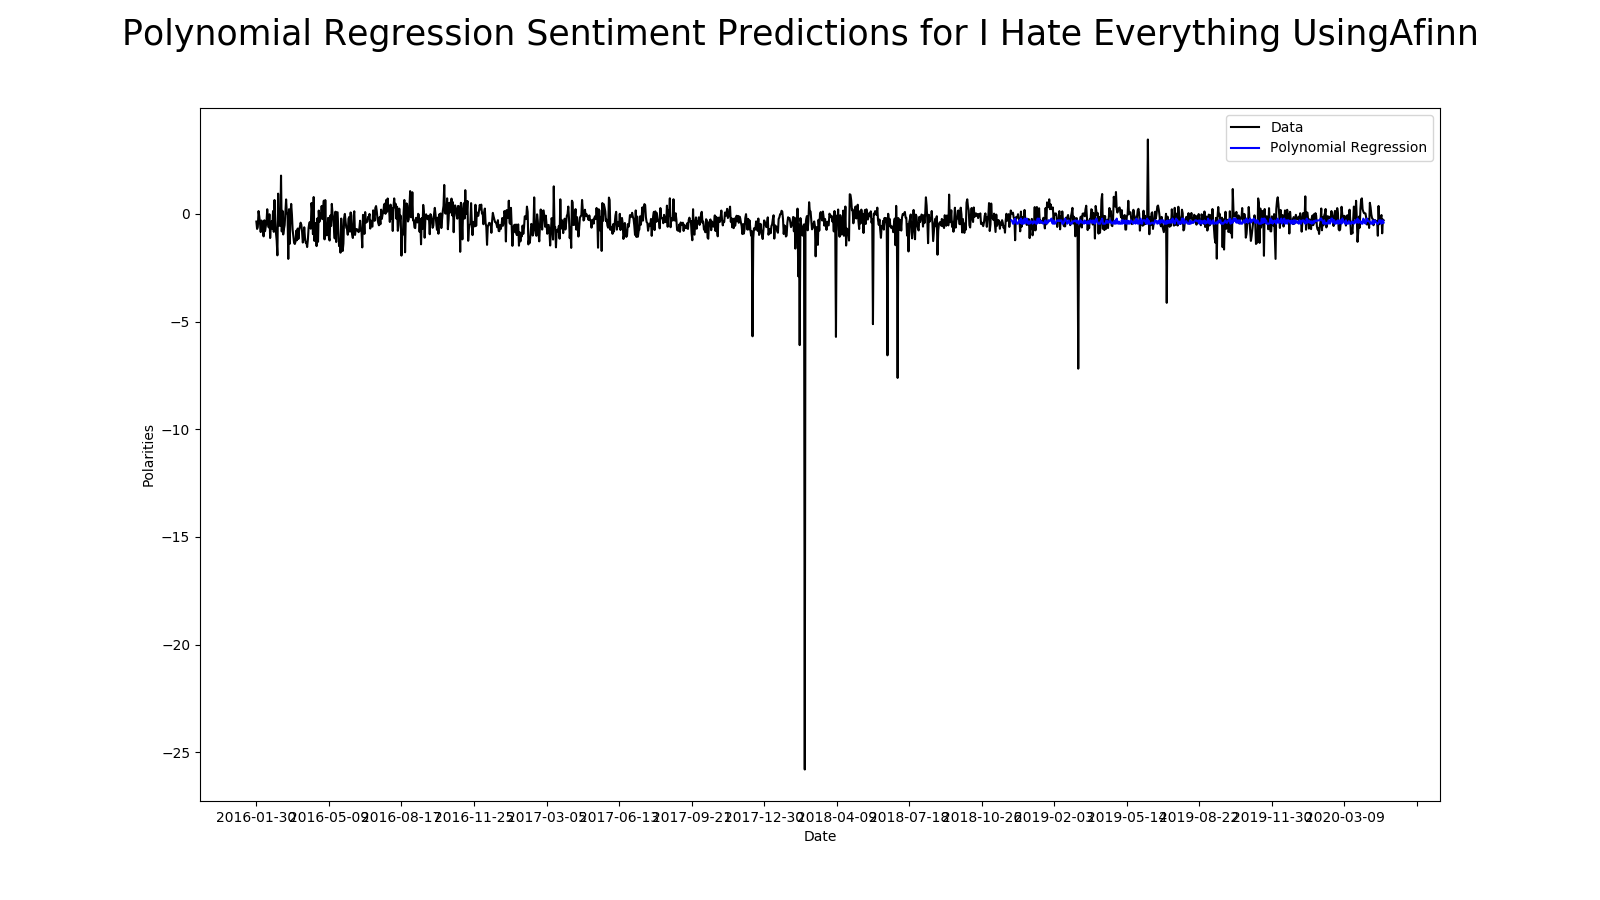 Polynomial Regression Sentiment Predictions for I Hate Everything UsingAfinn
Data
Polynomial Regression
0
−5
−10
−15
−20
−25
Polarities
2016-01-30 2016-05-09 2016-08-17 2016-11-25 2017-03-05 2017-06-13 2017-09-21 2017-12-30 2018-04-09 2018-07-18 2018-10-26 2019-02-03 2019-05-14 2019-08-22 2019-11-30 2020-03-09
Date